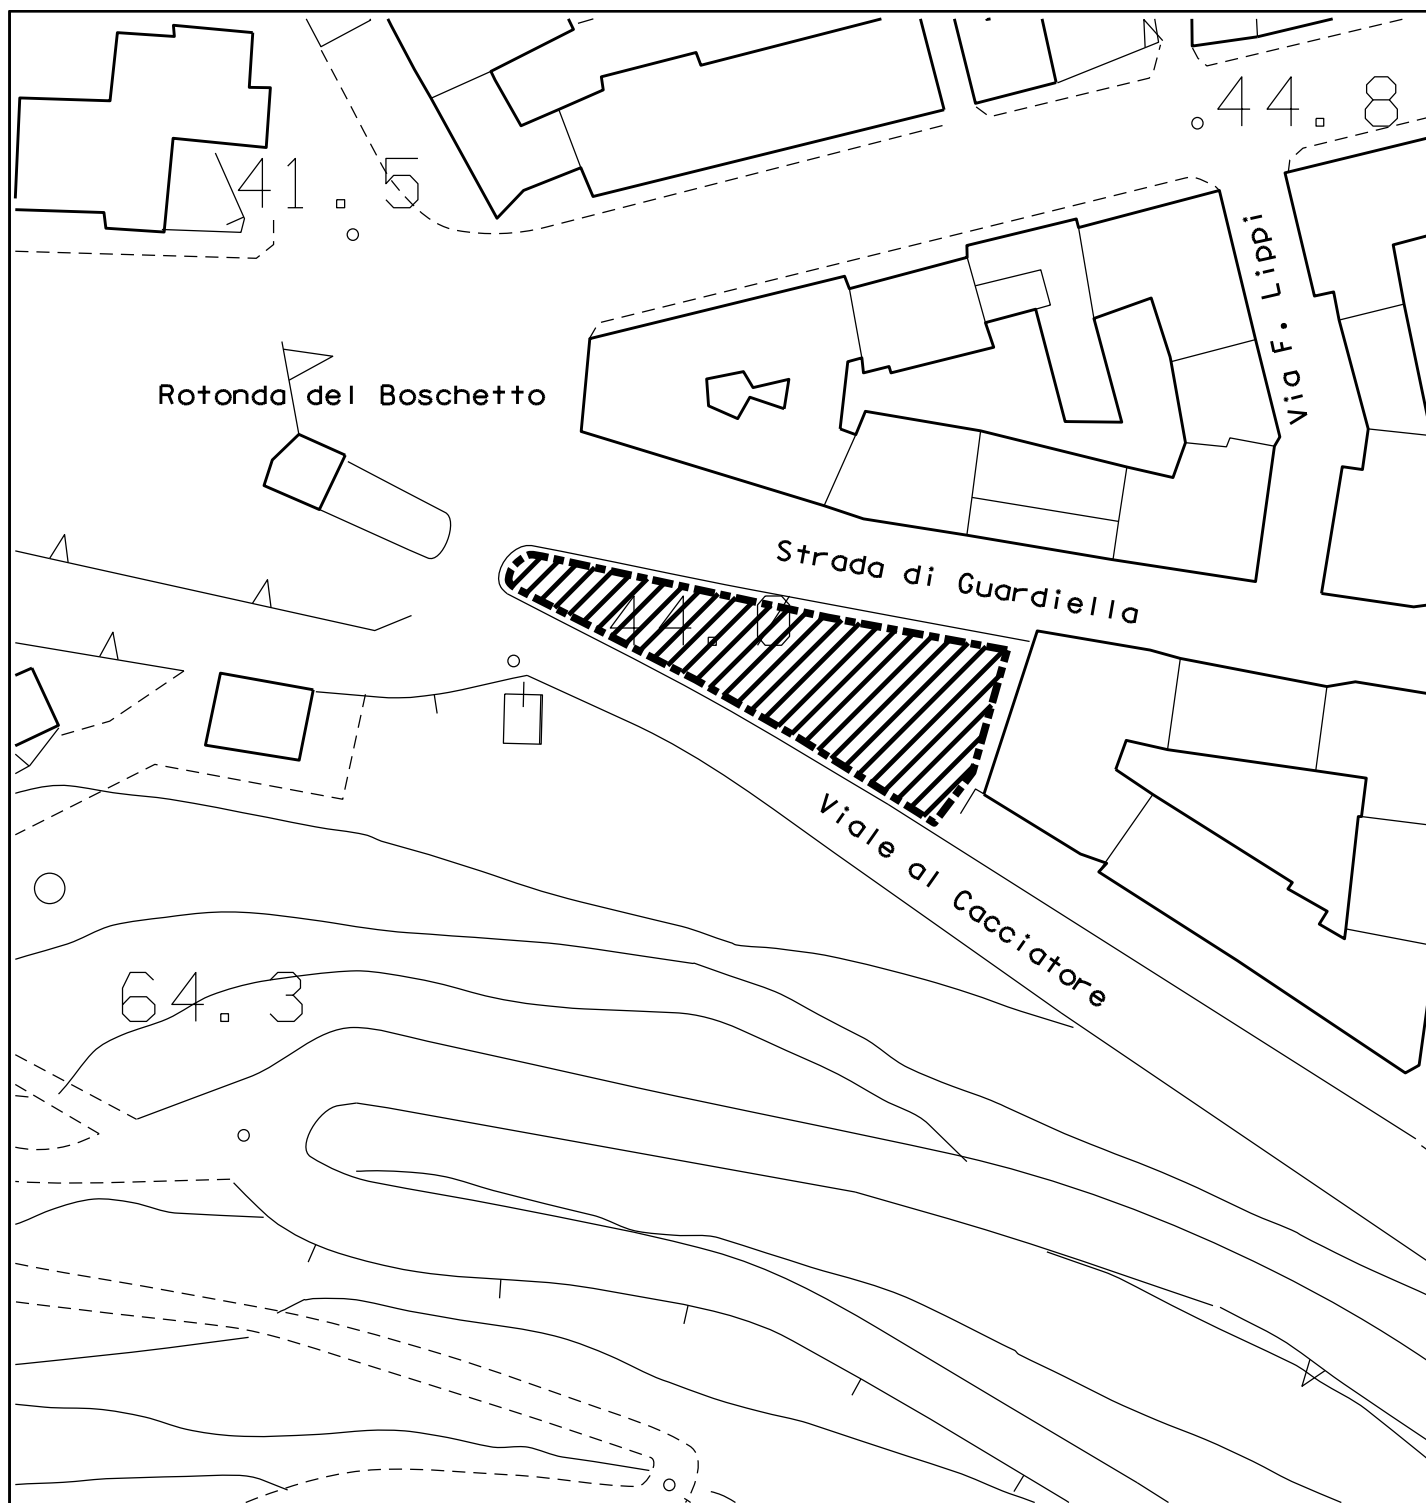 44.8
41.5
Via F. Lippi
Rotonda del Boschetto
Strada di Guardiella
44.0
Viale al Cacciatore
64.3